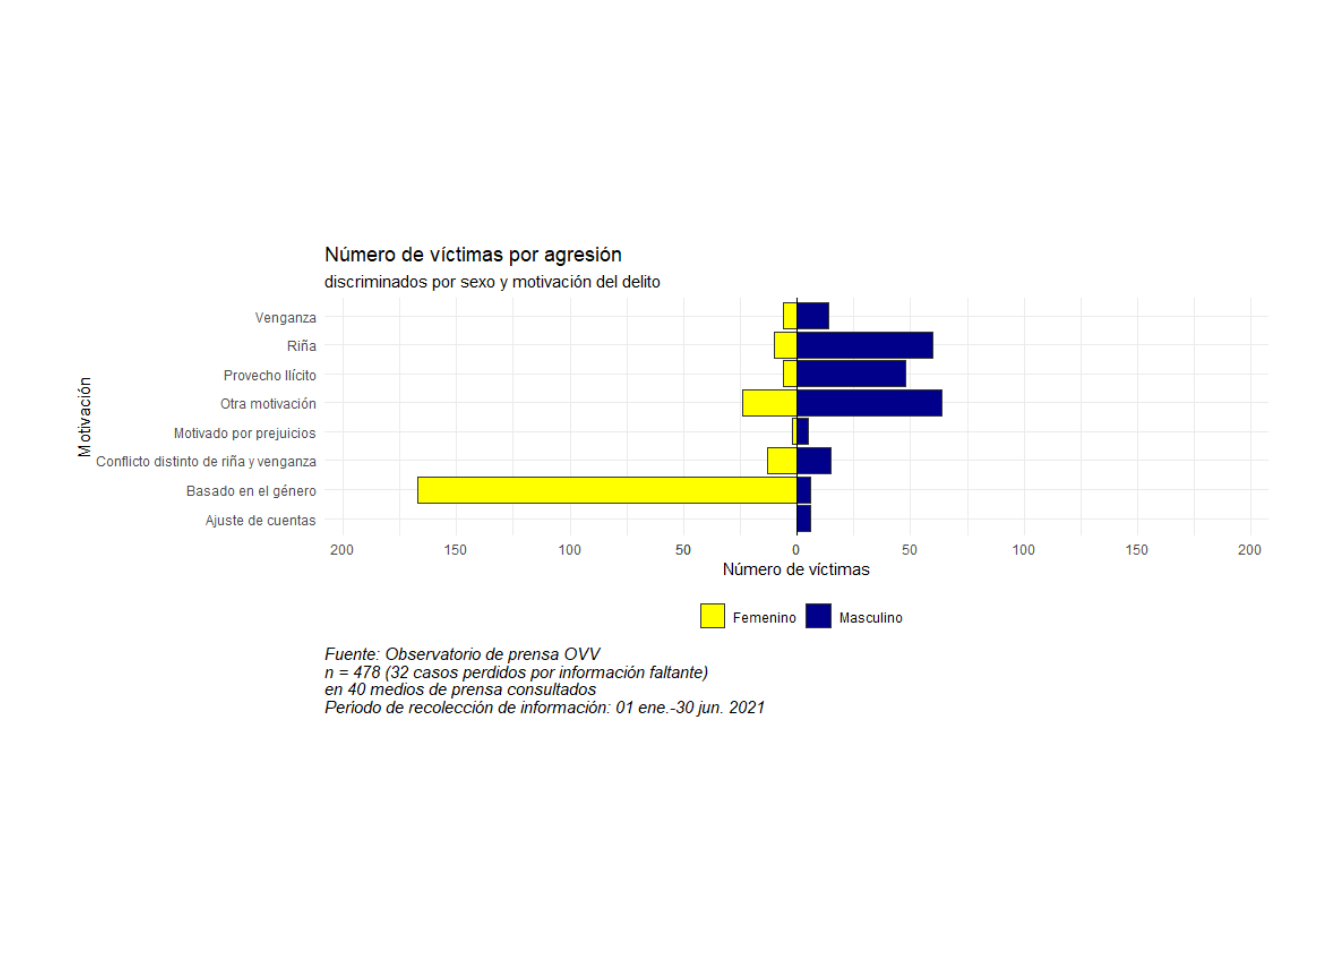 Número de víctimas por agresión
discriminados por sexo y motivación del delito
Motivación
Venganza
Riña
Provecho Ilícito
Otra motivación
Motivado por prejuicios
Conflicto distinto de riña y venganza
Basado en el género
Ajuste de cuentas
200 150 100 50 0 50 100 150 200
Número de víctimas
Femenino Masculino
Fuente: Observatorio de prensa OVV
n = 478 (32 casos perdidos por información faltante)
en 40 medios de prensa consultados
Periodo de recolección de información: 01 ene.-30 jun. 2021